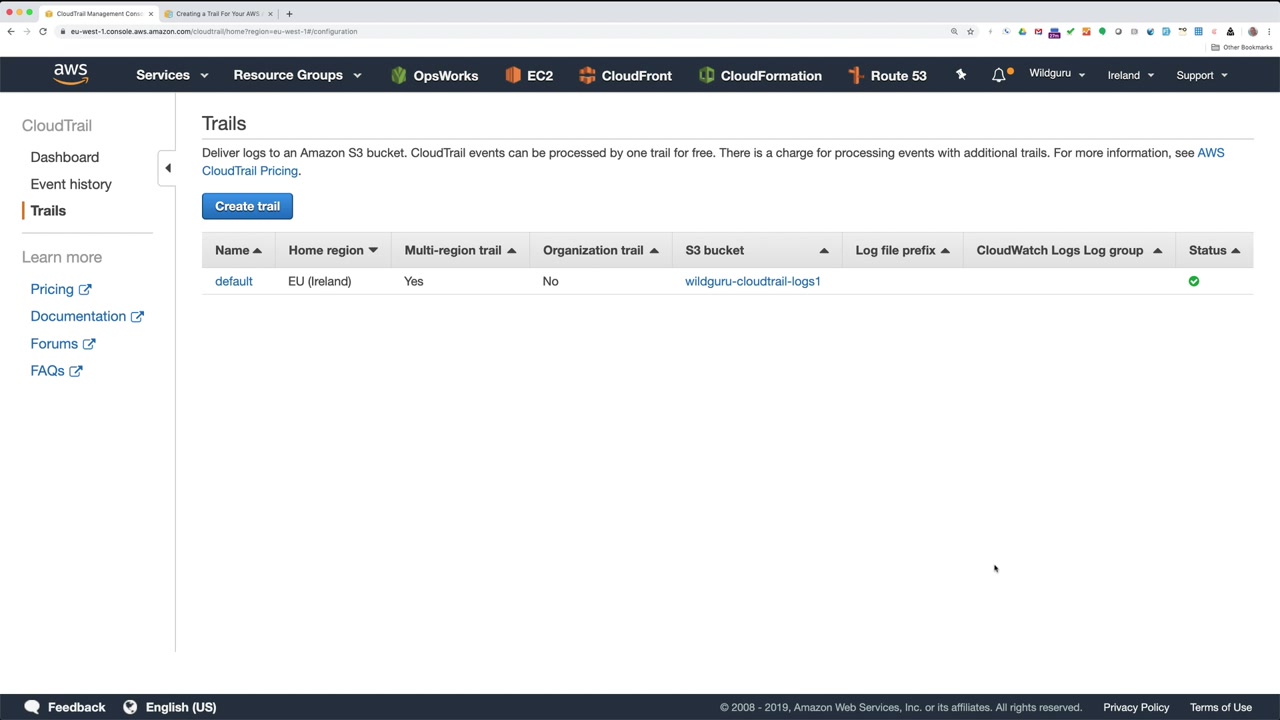 CloudTrail Management Cons
Creating a Trail For Your AWS
eu-west-1.console.aws.amazon.com/cloudtrail/home?region=eu-west-1#/configuration
Other Bookmarks
aws
Services
Resource Groups
OpsWorks
EC2
CloudFront
CloudFormation
Route 53
Wildguru
Ireland
Support
CloudTrail
Dashboard
Event history
Trails
Learn more
Pricing
Documentation
Forums
FAQs
Trails
Deliver logs to an Amazon S3 bucket. CloudTrail events can be processed by one trail for free. There is a charge for processing events with additional trails. For more information, see AWS
CloudTrail Pricing.
Create trail
Name Home region Multi-region trail Organization trail S3 bucket Log file prefix CloudWatch Logs Log group Status
default EU (Ireland) Yes No wildguru-cloudtrail-logs1
Feedback
English (US)
© 2008 - 2019, Amazon Web Services, Inc. or its affiliates. All rights reserved.
Privacy Policy
Terms of Use